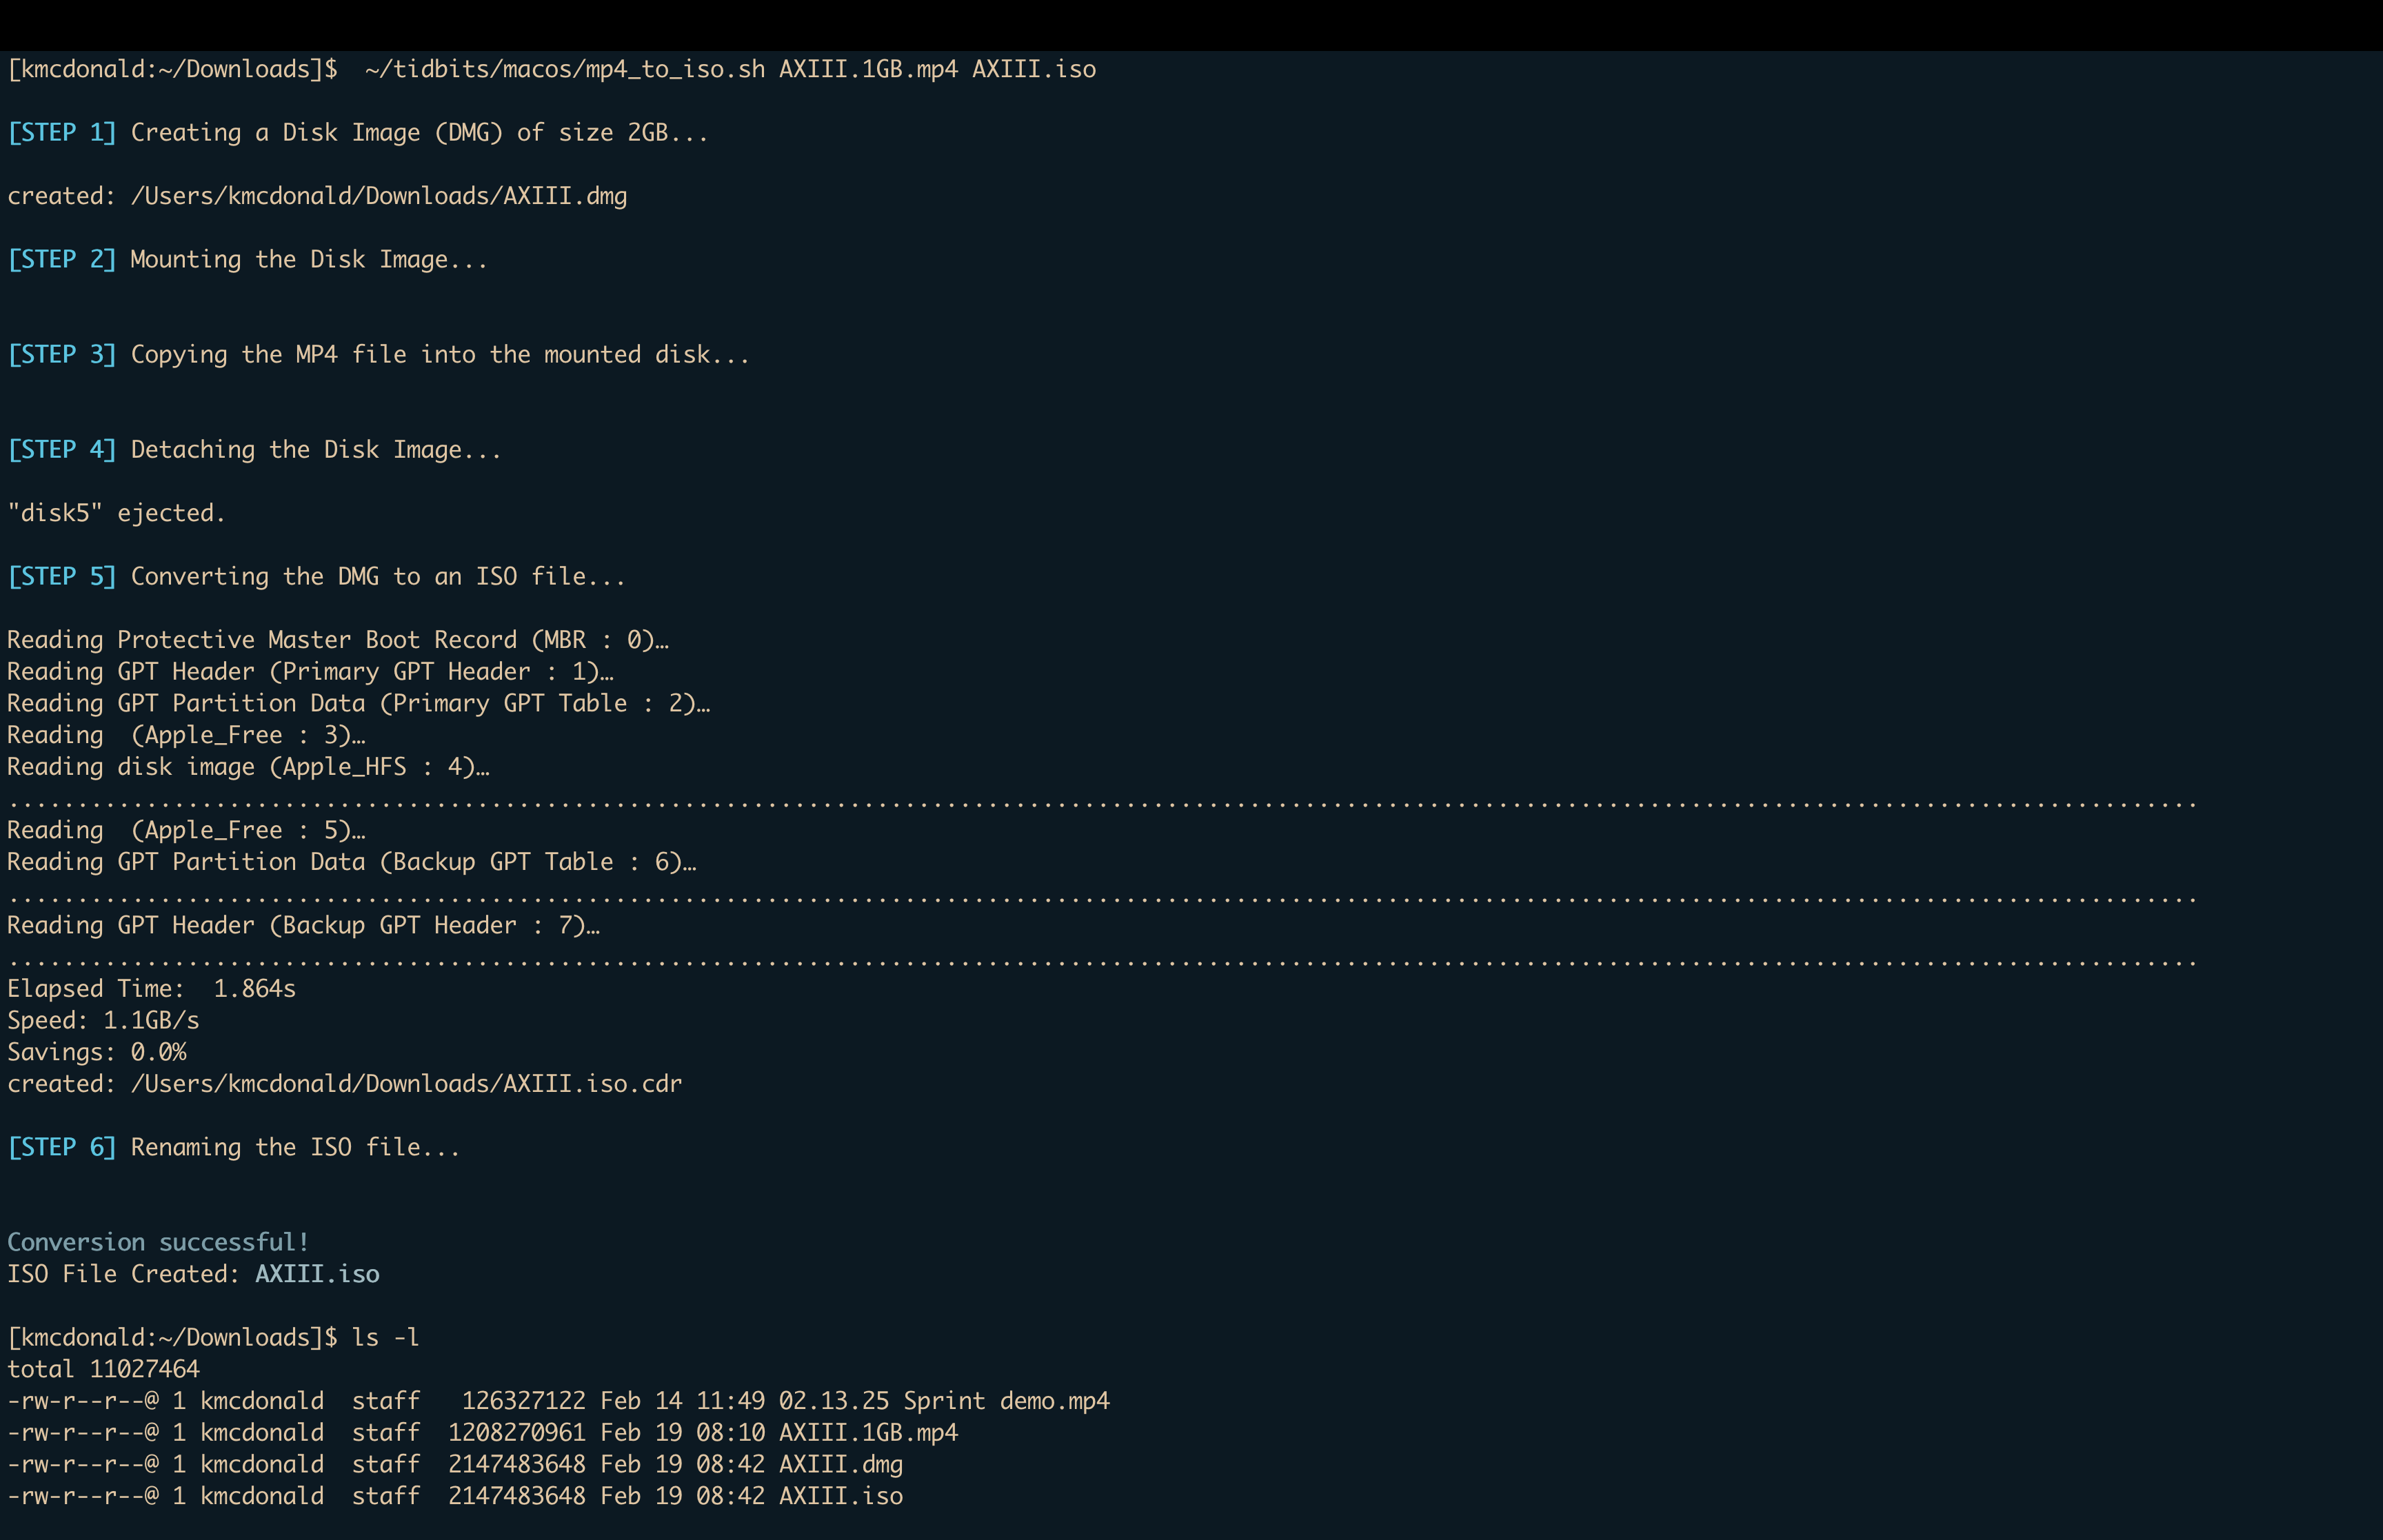 [kmcdonald:~/Downloads]$  ~/tidbits/macos/mp4_to_iso.sh AXIII.1GB.mp4 AXIII.iso
[STEP 1] Creating a Disk Image (DMG) of size 2GB...
created: /Users/kmcdonald/Downloads/AXIII.dmg
[STEP 2] Mounting the Disk Image...
[STEP 3] Copying the MP4 file into the mounted disk...
[STEP 4] Detaching the Disk Image...
"disk5" ejected.
[STEP 5] Converting the DMG to an ISO file...
Reading Protective Master Boot Record (MBR : 0)…
Reading GPT Header (Primary GPT Header : 1)…
Reading GPT Partition Data (Primary GPT Table : 2)…
Reading  (Apple_Free : 3)…
Reading disk image (Apple_HFS : 4)…
...............................................................................................................................................................
Reading  (Apple_Free : 5)…
Reading GPT Partition Data (Backup GPT Table : 6)…
...............................................................................................................................................................
Reading GPT Header (Backup GPT Header : 7)…
...............................................................................................................................................................
Elapsed Time:  1.864s
Speed: 1.1GB/s
Savings: 0.0%
created: /Users/kmcdonald/Downloads/AXIII.iso.cdr
[STEP 6] Renaming the ISO file...
Conversion successful!
ISO File Created: AXIII.iso
[kmcdonald:~/Downloads]$ ls -l
total 11027464
-rw-r--r--@ 1 kmcdonald  staff   126327122 Feb 14 11:49 02.13.25 Sprint demo.mp4
-rw-r--r--@ 1 kmcdonald  staff  1208270961 Feb 19 08:10 AXIII.1GB.mp4
-rw-r--r--@ 1 kmcdonald  staff  2147483648 Feb 19 08:42 AXIII.dmg
-rw-r--r--@ 1 kmcdonald  staff  2147483648 Feb 19 08:42 AXIII.iso